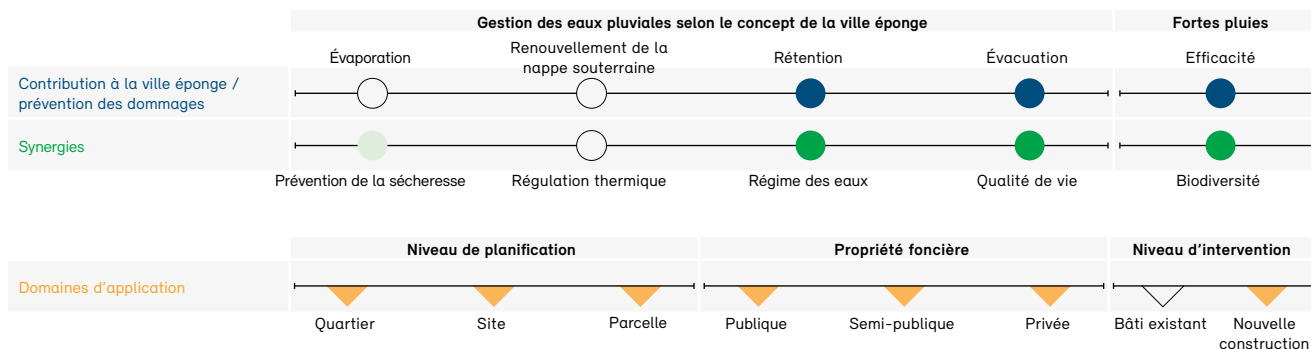 Gestion des eaux pluviales selon le concept de la ville éponge
Fortes pluies
Évaporation
Renouvellement de la
nappe souterraine
Rétention
Évacuation
Efficacité
Contribution à la ville éponge /
prévention des dommages
Synergies
Prévention de la sécheresse
Régulation thermique
Régime des eaux
Qualité de vie
Biodiversité
Niveau de planification
Propriété foncière
Niveau d'intervention
Domaines d'application
Quartier
Site
Parcelle
Publique
Semi-publique
Privée
Bâti existant
Nouvelle
construction